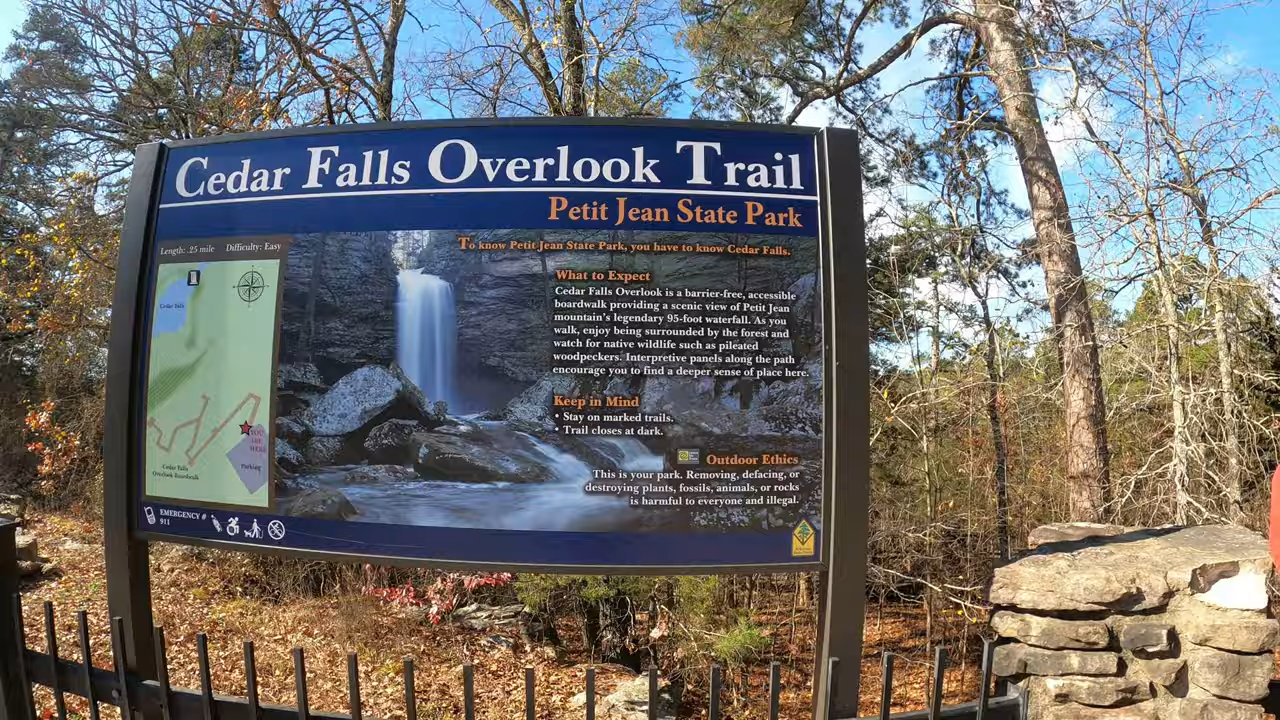 Cedar Falls Overlook Trail
Petit Jean State Park
Length: .25 mile Difficulty: Easy
Cedar Falls
YOU
ARE
HERE
Parking
Cedar Falls
Overlook Boardwalk
To know Petit Jean State Park, you have to know Cedar Falls.
What to Expect
Cedar Falls Overlook is a barrier-free, accessible
boardwalk providing a scenic view of Petit Jean
mountain's legendary 95-foot waterfall. As you
walk, enjoy being surrounded by the forest and
watch for native wildlife such as pileated
woodpeckers. Interpretive panels along the path
encourage you to find a deeper sense of place here.
Keep in Mind
• Stay on marked trails.
• Trail closes at dark.
Outdoor Ethics
This is your park. Removing, defacing, or
destroying plants, fossils, animals, or rocks
is harmful to everyone and illegal.
EMERGENCY #
911